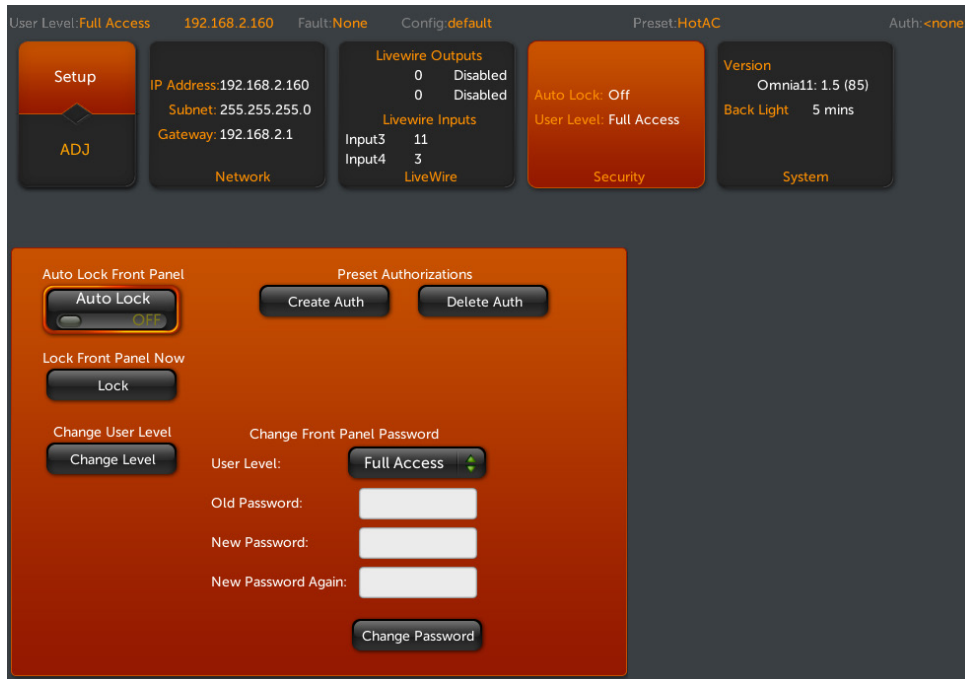 User Level:Full Access 192.168.2.160 Fault:None Config:default Preset:HotAC Auth:<none
Setup
ADJ
IP Address:192.168.2.160
Subnet: 255.255.255.0
Gateway: 192.168.2.1
Network
Livewire Outputs
0 Disabled
0 Disabled
Livewire Inputs
Input3 11
Input4 3
LiveWire
Auto Lock: Off
User Level: Full Access
Security
Version
Omnia11: 1.5 (85)
Back Light 5 mins
System
Auto Lock Front Panel
Auto Lock
OFF
Preset Authorizations
Create Auth Delete Auth
Lock Front Panel Now
Lock
Change User Level
Change Level
Change Front Panel Password
User Level: Full Access
Old Password:
New Password:
New Password Again:
Change Password